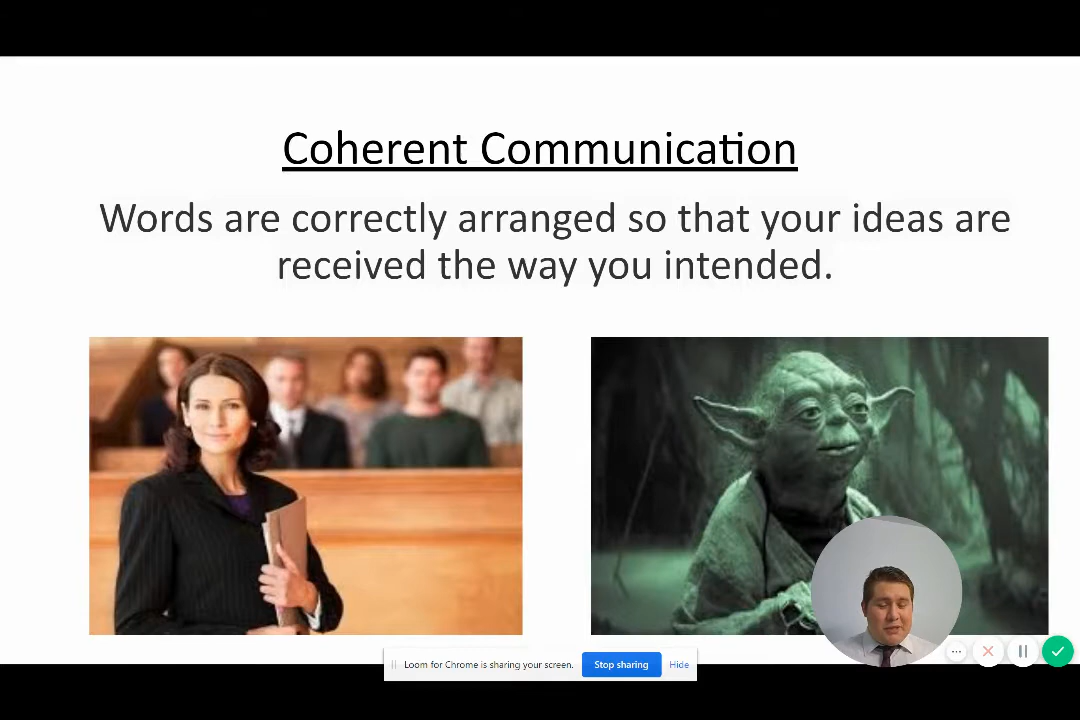 Coherent Communication
Words are correctly arranged so that your ideas are
received the way you intended.
Loom for Chrome is sharing your screen. Stop sharing Hide